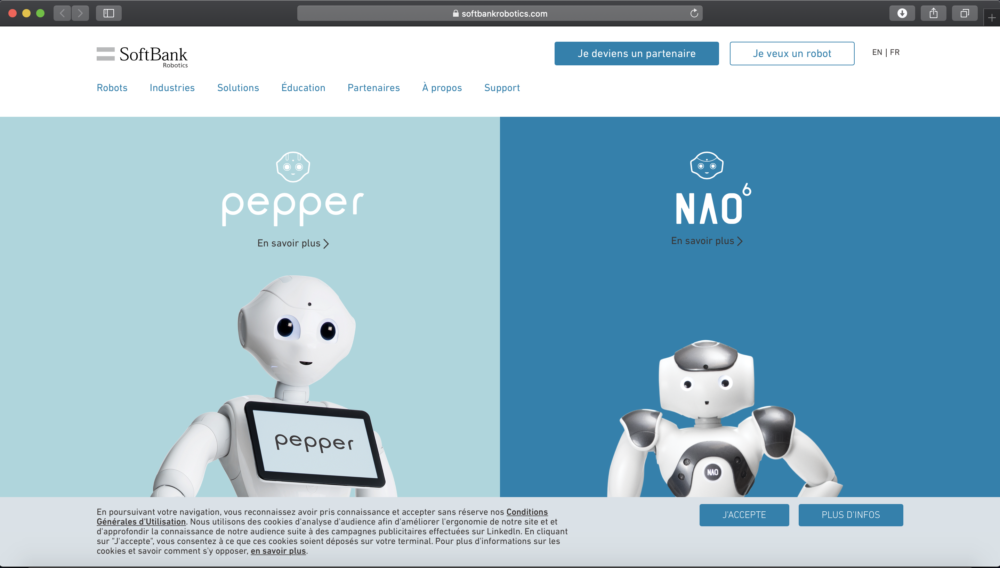 softbankrobotics.com
SoftBank
Robotics
Je deviens un partenaire
Je veux un robot
EN | FR
Robots
Industries
Solutions
Éducation
Partenaires
À propos
Support
pepper
En savoir plus
NAO6
En savoir plus
pepper
NAO
En poursuivant votre navigation, vous reconnaissez avoir pris connaissance et accepter sans réserve nos Conditions
Générales d'Utilisation. Nous utilisons des cookies d'analyse d'audience afin d'améliorer l'ergonomie de notre site et et
d'approfondir la connaissance de notre audience suite à des campagnes publicitaires effectuées sur LinkedIn. En cliquant
sur "J'accepte", vous consentez à ce que ces cookies soient déposés sur votre terminal. Pour plus d'informations sur les
cookies et savoir comment s'y opposer, en savoir plus.
J'ACCEPTE
PLUS D'INFOS